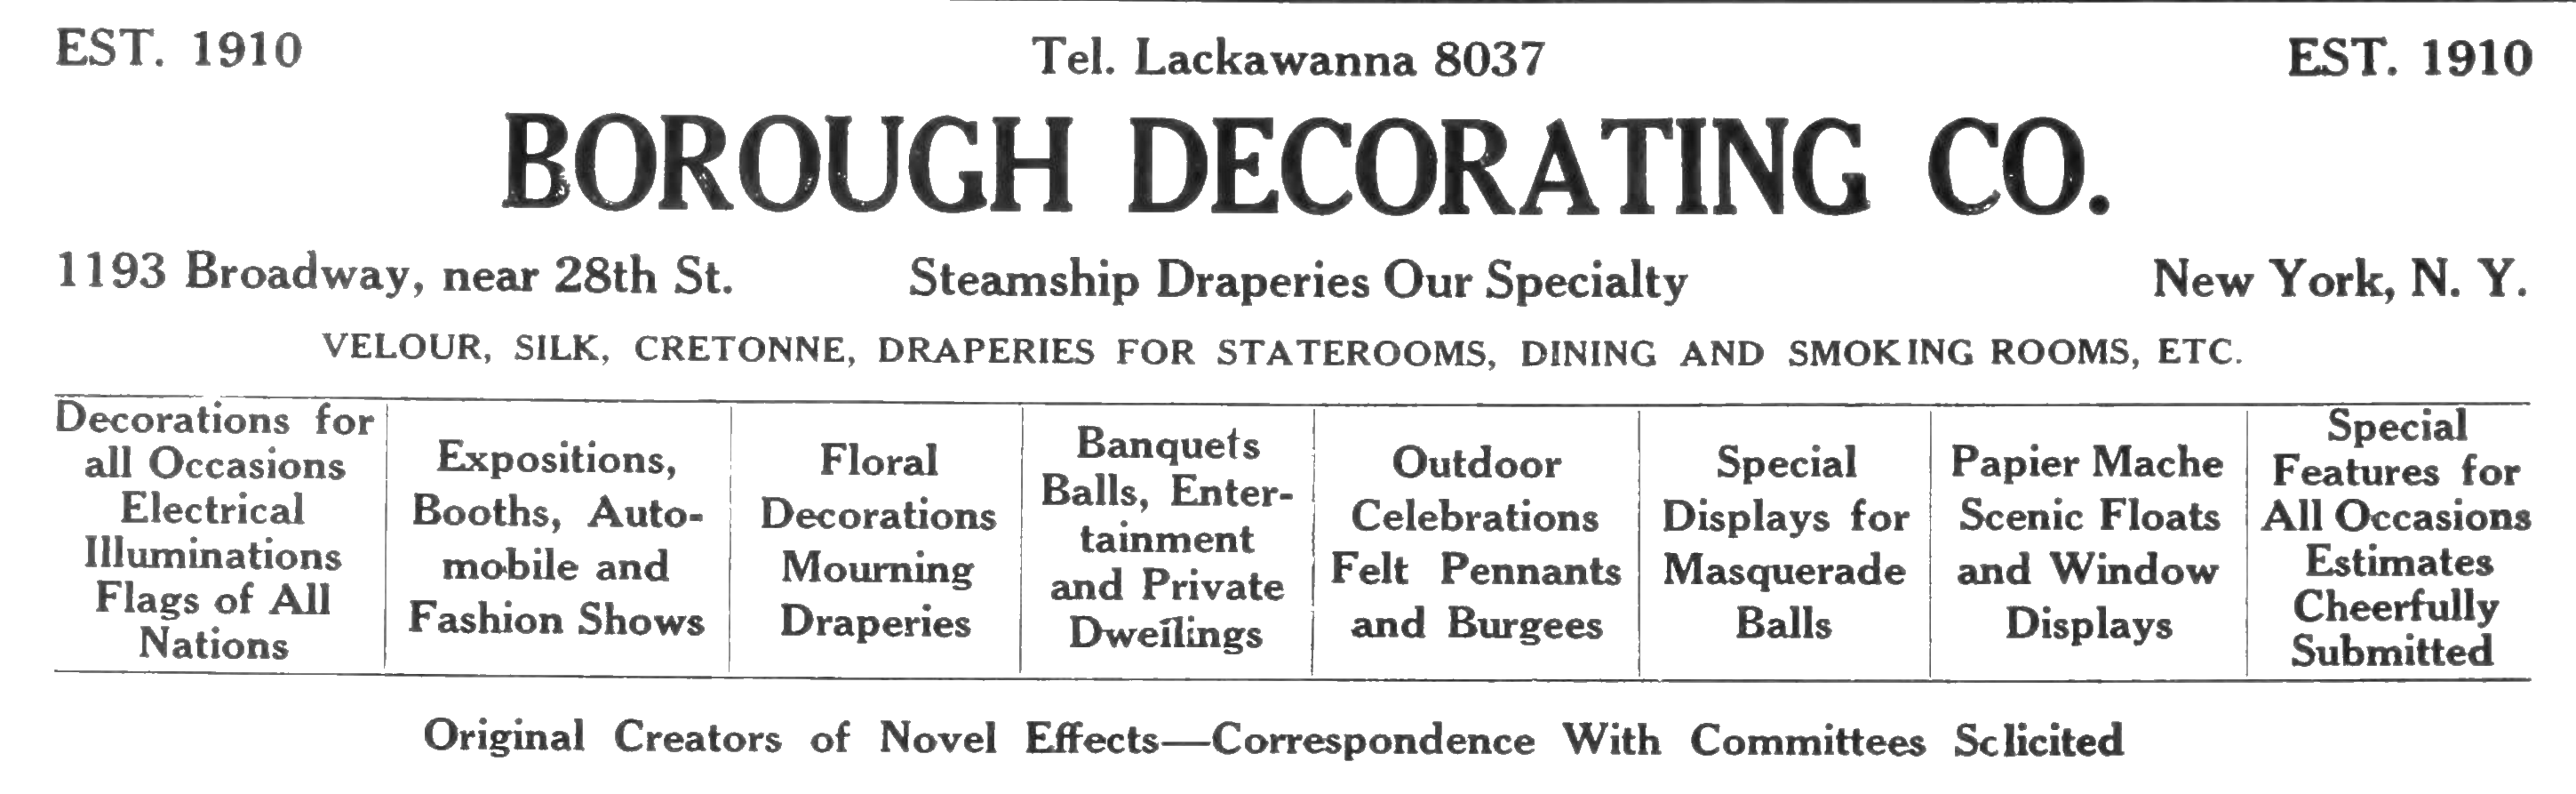 EST. 1910
Tel. Lackawanna 8037
EST. 1910
BOROUGH DECORATING CO.
1193 Broadway, near 28th St.
Steamship Draperies Our Specialty
New York, N. Y.
VELOUR, SILK, CRETONNE, DRAPERIES FOR STATEROOMS, DINING AND SMOKING ROOMS, ETC.
Decorations for
all Occasions
Electrical
Illuminations
Flags of All
Nations
Expositions,
Booths, Auto-
mobile and
Fashion Shows
Floral
Decorations
Mourning
Draperies
Banquets
Balls, Enter-
tainment
and Private
Dwellings
Outdoor
Celebrations
Felt Pennants
and Burgees
Special
Displays for
Masquerade
Balls
Papier Mache
Scenic Floats
and Window
Displays
Special
Features for
All Occasions
Estimates
Cheerfully
Submitted
Original Creators of Novel Effects—Correspondence With Committees Sclicited